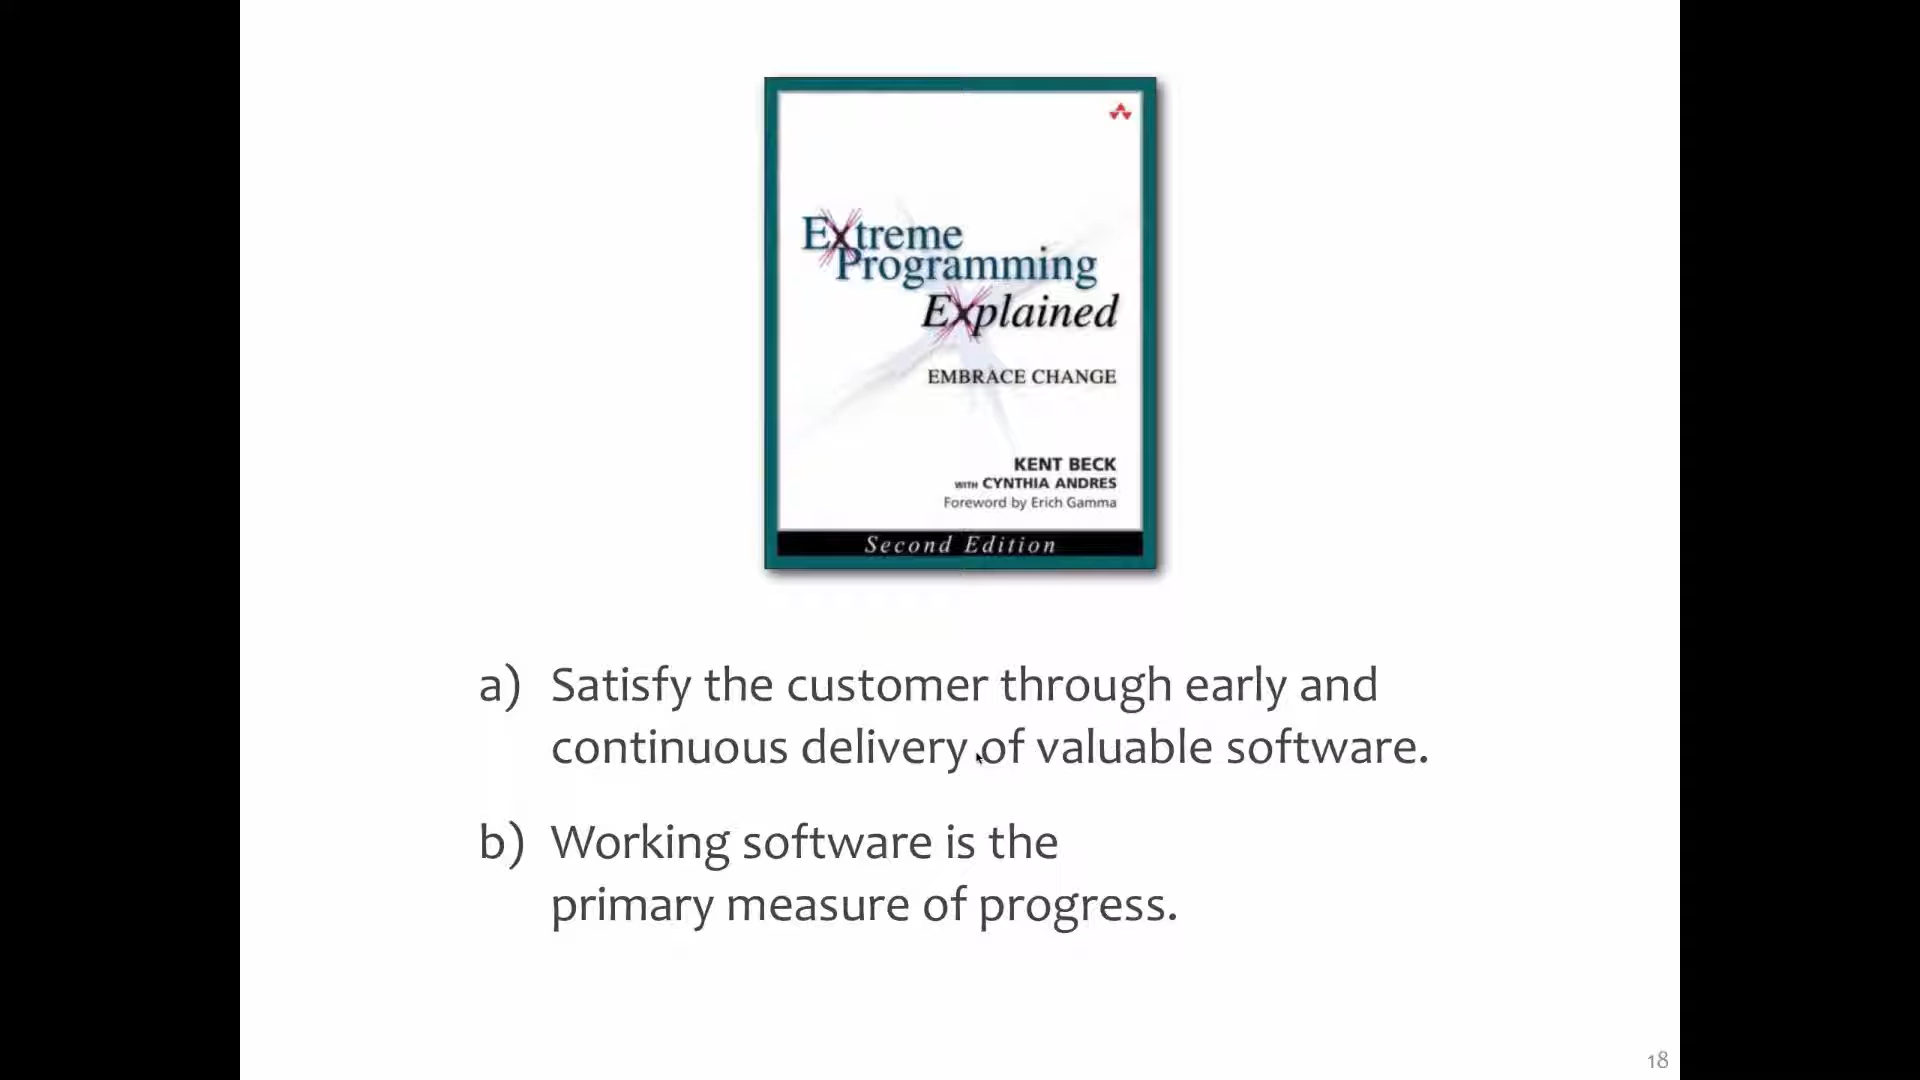 Extreme
Programming
Explained
EMBRACE CHANGE
KENT BECK
WITH CYNTHIA ANDRES
Foreword by Erich Gamma
Second Edition
a) Satisfy the customer through early and
continuous delivery of valuable software.
b) Working software is the
primary measure of progress.
18